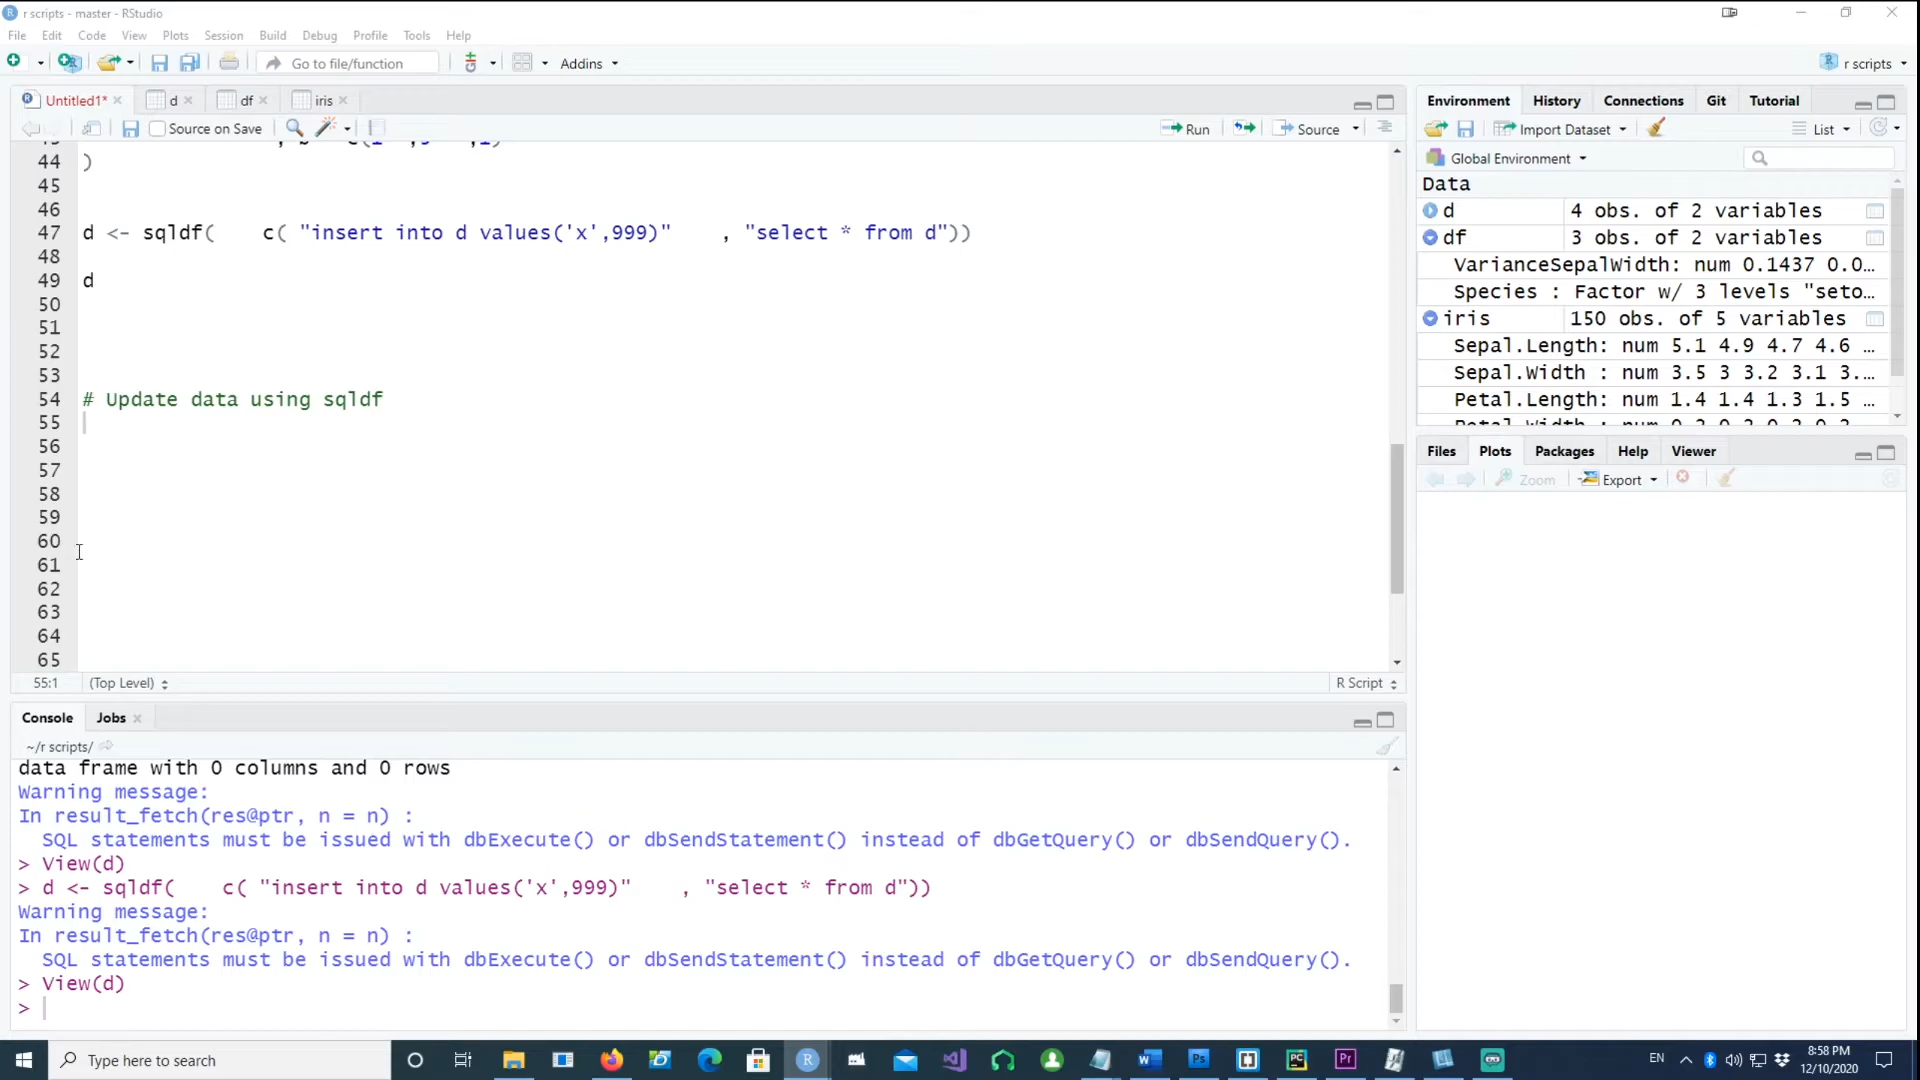 r scripts - master - RStudio
File Edit Code View Plots Session Build Debug Profile Tools Help
Go to file/function Addins r scripts
Untitled1* d df iris
Source on Save Run Source
44 )
45
46
47 d <- sqldf( c( "insert into d values('x',999)" , "select * from d"))
48
49 d
50
51
52
53
54 # Update data using sqldf
55
56
57
58
59
60
61
62
63
64
65
55:1 (Top Level) R Script
Console Jobs
~/r scripts/
data frame with 0 columns and 0 rows
Warning message:
In result_fetch(res@ptr, n = n) :
SQL statements must be issued with dbExecute() or dbSendStatement() instead of dbGetQuery() or dbSendQuery().
> View(d)
> d <- sqldf( c( "insert into d values('x',999)" , "select * from d"))
Warning message:
In result_fetch(res@ptr, n = n) :
SQL statements must be issued with dbExecute() or dbSendStatement() instead of dbGetQuery() or dbSendQuery().
> View(d)
>
Environment History Connections Git Tutorial
Import Dataset List
Global Environment
Data
d 4 obs. of 2 variables
df 3 obs. of 2 variables
VarianceSepalWidth: num 0.1437 0.0…
Species : Factor w/ 3 levels "seto…
iris 150 obs. of 5 variables
Sepal.Length: num 5.1 4.9 4.7 4.6 …
Sepal.Width : num 3.5 3 3.2 3.1 3.…
Petal.Length: num 1.4 1.4 1.3 1.5 …
Files Plots Packages Help Viewer
Zoom Export
Type here to search
EN
8:58 PM
12/10/2020